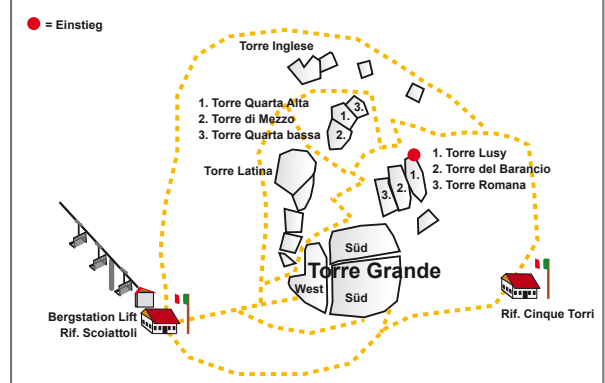 = Einstieg
Torre Inglese
1. Torre Quarta Alta
2. Torre di Mezzo
3. Torre Quarta bassa
3.
1.
2.
Torre Latina
1. Torre Lusy
2. Torre del Barancio
3. Torre Romana
1.
2.
3.
Süd
Torre Grande
West
Süd
Bergstation Lift
Rif. Scoiattoli
Rif. Cinque Torri